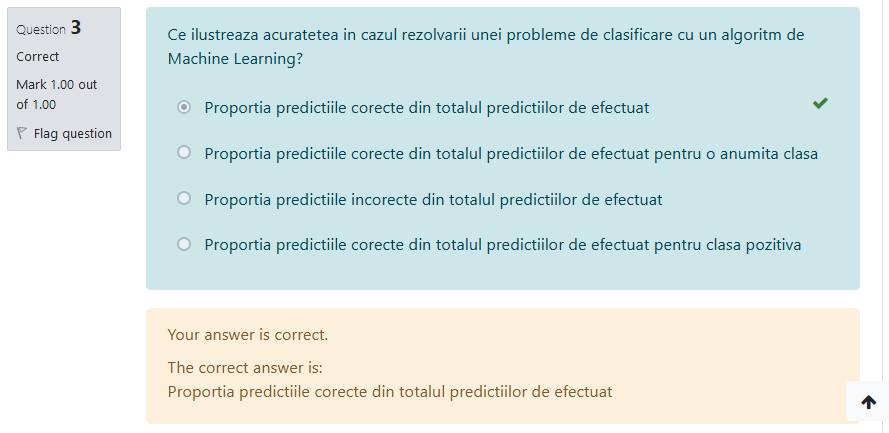 Question 3
Correct
Mark 1.00 out
of 1.00
Flag question
Ce ilustreaza acuratetea in cazul rezolvarii unei probleme de clasificare cu un algoritm de
Machine Learning?
Proportia predictiile corecte din totalul predictiilor de efectuat
Proportia predictiile corecte din totalul predictiilor de efectuat pentru o anumita clasa
Proportia predictiile incorecte din totalul predictiilor de efectuat
Proportia predictiile corecte din totalul predictiilor de efectuat pentru clasa pozitiva
Your answer is correct.
The correct answer is:
Proportia predictiile corecte din totalul predictiilor de efectuat